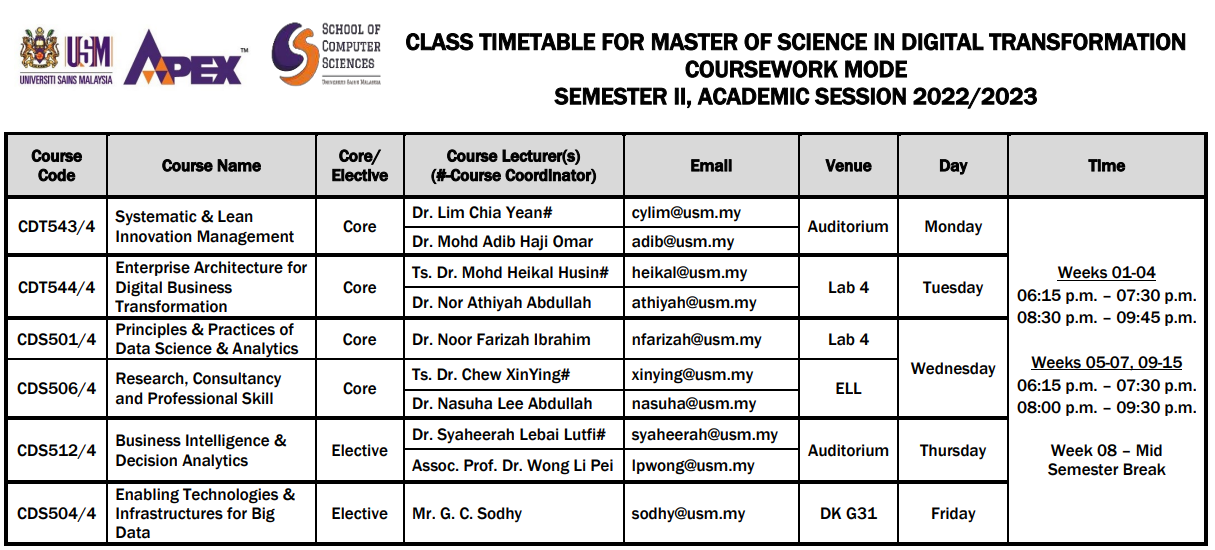 USM
UNIVERSITI SAINS MALAYSIA
APEX™
SCHOOL OF
COMPUTER
SCIENCES
UNIVERSITI SAINS MALAYSIA
CLASS TIMETABLE FOR MASTER OF SCIENCE IN DIGITAL TRANSFORMATION
COURSEWORK MODE
SEMESTER II, ACADEMIC SESSION 2022/2023
Course Code | Course Name | Core/Elective | Course Lecturer(s) (#-Course Coordinator) | Email | Venue | Day | Time
CDT543/4 | Systematic & Lean Innovation Management | Core | Dr. Lim Chia Yean# | cylim@usm.my | Auditorium | Monday
Dr. Mohd Adib Haji Omar | adib@usm.my
CDT544/4 | Enterprise Architecture for Digital Business Transformation | Core | Ts. Dr. Mohd Heikal Husin# | heikal@usm.my | Lab 4 | Tuesday
Dr. Nor Athiyah Abdullah | athiyah@usm.my
CDS501/4 | Principles & Practices of Data Science & Analytics | Core | Dr. Noor Farizah Ibrahim | nfarizah@usm.my | Lab 4 | Wednesday
CDS506/4 | Research, Consultancy and Professional Skill | Core | Ts. Dr. Chew XinYing# | xinying@usm.my | ELL
Dr. Nasuha Lee Abdullah | nasuha@usm.my
CDS512/4 | Business Intelligence & Decision Analytics | Elective | Dr. Syaheerah Lebai Lutfi# | syaheerah@usm.my | Auditorium | Thursday
Assoc. Prof. Dr. Wong Li Pei | lpwong@usm.my
CDS504/4 | Enabling Technologies & Infrastructures for Big Data | Elective | Mr. G. C. Sodhy | sodhy@usm.my | DK G31 | Friday
Weeks 01-04
06:15 p.m. – 07:30 p.m.
08:30 p.m. – 09:45 p.m.
Weeks 05-07, 09-15
06:15 p.m. – 07:30 p.m.
08:00 p.m. – 09:30 p.m.
Week 08 – Mid
Semester Break